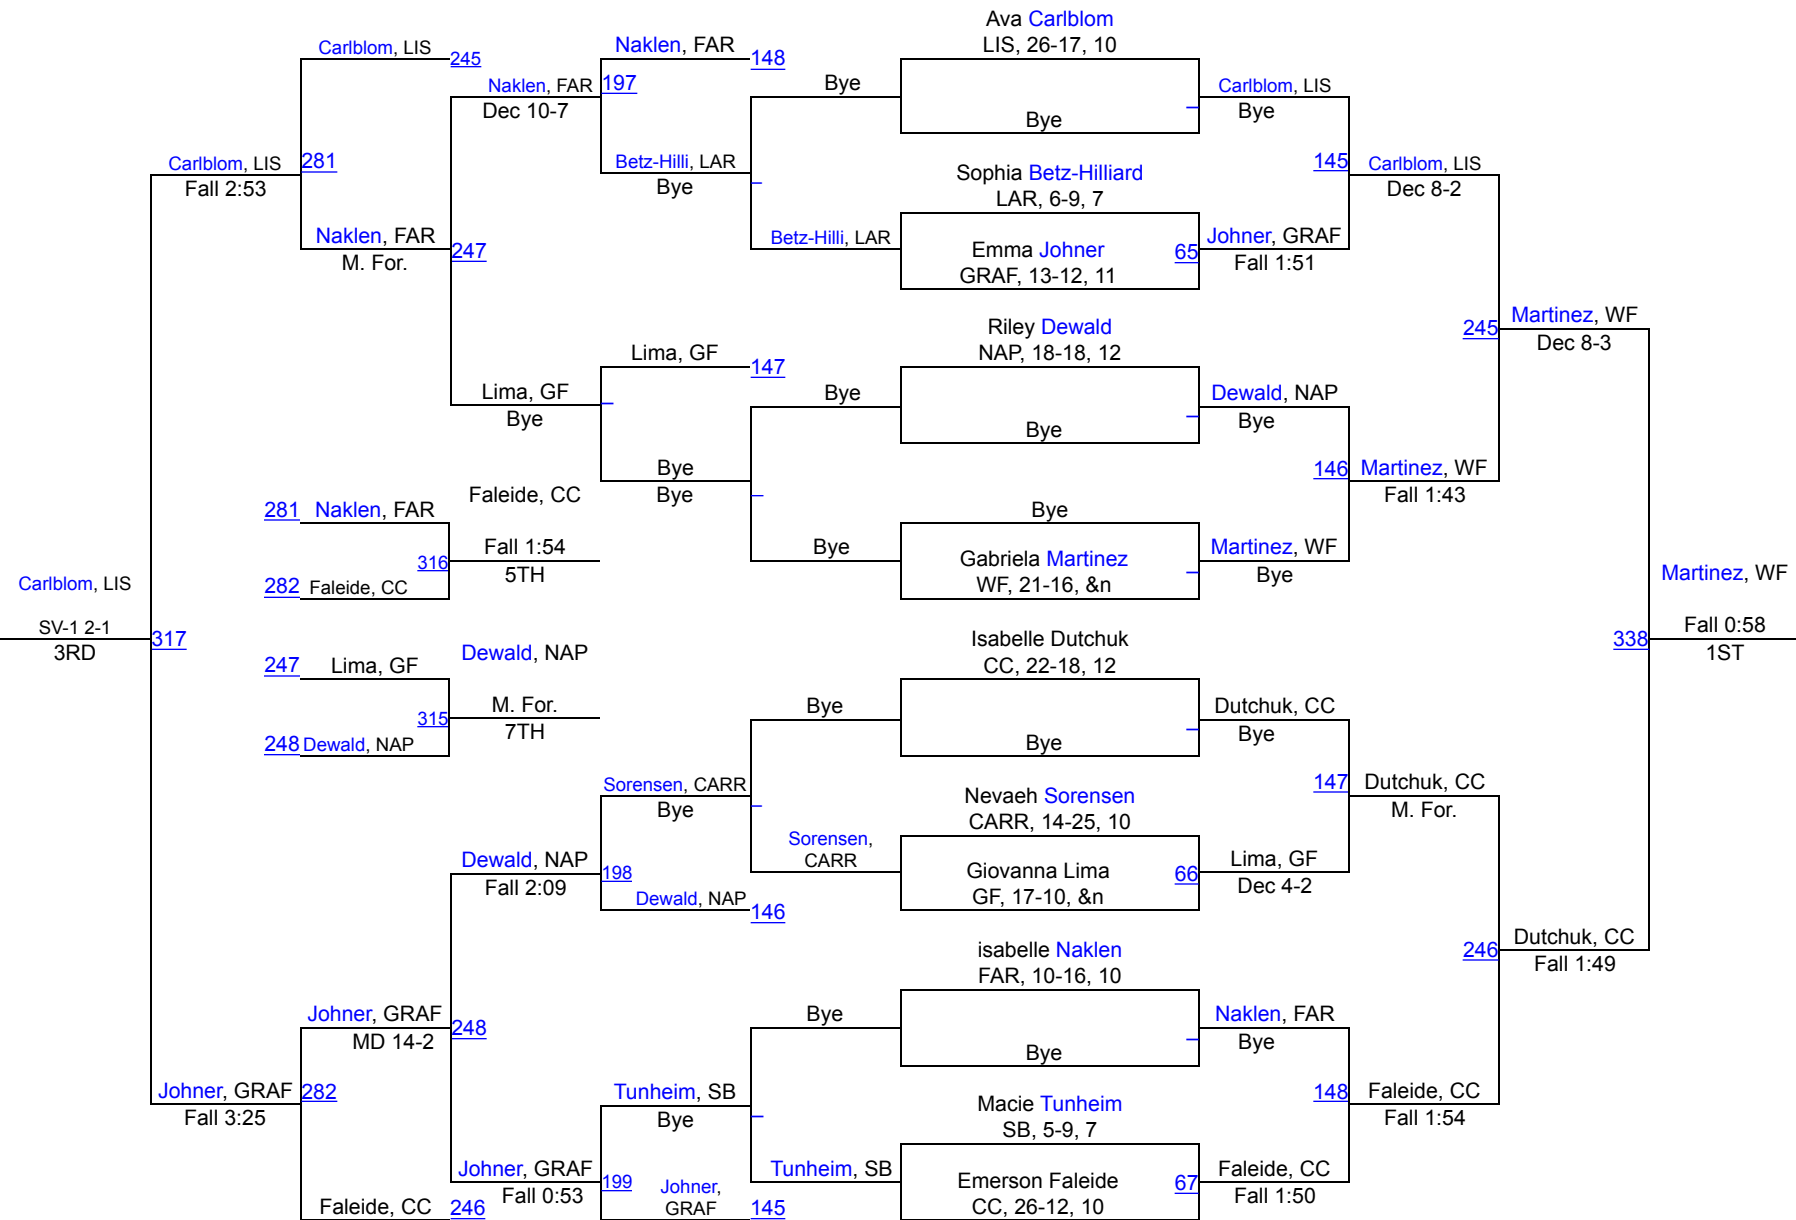 Ava Carlblom
LIS, 26-17, 10
Carlblom, LIS
245
Naklen, FAR
148
Naklen, FAR
197
Dec 10-7
Bye
Carlblom, LIS
Bye
Bye
Carlblom, LIS
281
Fall 2:53
Betz-Hilli, LAR
Bye
Sophia Betz-Hilliard
LAR, 6-9, 7
145
Carlblom, LIS
Dec 8-2
Naklen, FAR
247
M. For.
Betz-Hilli, LAR
Emma Johner
GRAF, 13-12, 11
65
Johner, GRAF
Fall 1:51
Riley Dewald
NAP, 18-18, 12
245
Martinez, WF
Dec 8-3
Lima, GF
147
Lima, GF
Bye
Bye
Bye
Dewald, NAP
Bye
Bye
Bye
146
Martinez, WF
Fall 1:43
Faleide, CC
281
Naklen, FAR
Bye
316
Fall 1:54
5TH
Bye
Gabriela Martinez
WF, 21-16, &n
Martinez, WF
Bye
282
Faleide, CC
Carlblom, LIS
SV-1 2-1
3RD
317
Martinez, WF
338
Fall 0:58
1ST
247
Lima, GF
Dewald, NAP
315
M. For.
7TH
248
Dewald, NAP
Isabelle Dutchuk
CC, 22-18, 12
Bye
Bye
Dutchuk, CC
Bye
Sorensen, CARR
Bye
Nevaeh Sorensen
CARR, 14-25, 10
147
Dutchuk, CC
M. For.
Sorensen,
CARR
Giovanna Lima
GF, 17-10, &n
66
Lima, GF
Dec 4-2
Dewald, NAP
198
Fall 2:09
Dewald, NAP
146
isabelle Naklen
FAR, 10-16, 10
246
Dutchuk, CC
Fall 1:49
Johner, GRAF
248
MD 14-2
Bye
Bye
Naklen, FAR
Bye
Johner, GRAF
282
Fall 3:25
Tunheim, SB
Bye
Macie Tunheim
SB, 5-9, 7
148
Faleide, CC
Fall 1:54
Johner, GRAF
199
Fall 0:53
Tunheim, SB
Emerson Faleide
CC, 26-12, 10
67
Faleide, CC
Fall 1:50
Faleide, CC
246
Johner,
GRAF
145